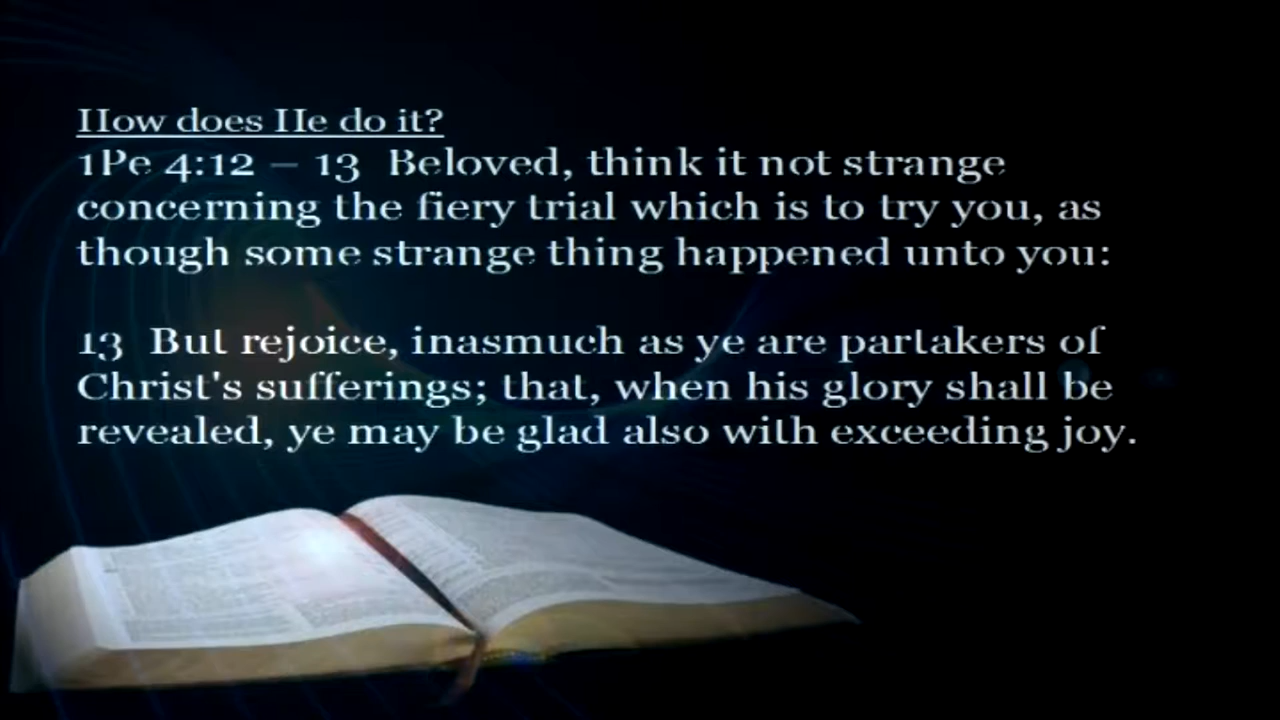 How does He do it?
1Pe 4:12 – 13 Beloved, think it not strange
concerning the fiery trial which is to try you, as
though some strange thing happened unto you:
13 But rejoice, inasmuch as ye are partakers of
Christ's sufferings; that, when his glory shall be
revealed, ye may be glad also with exceeding joy.